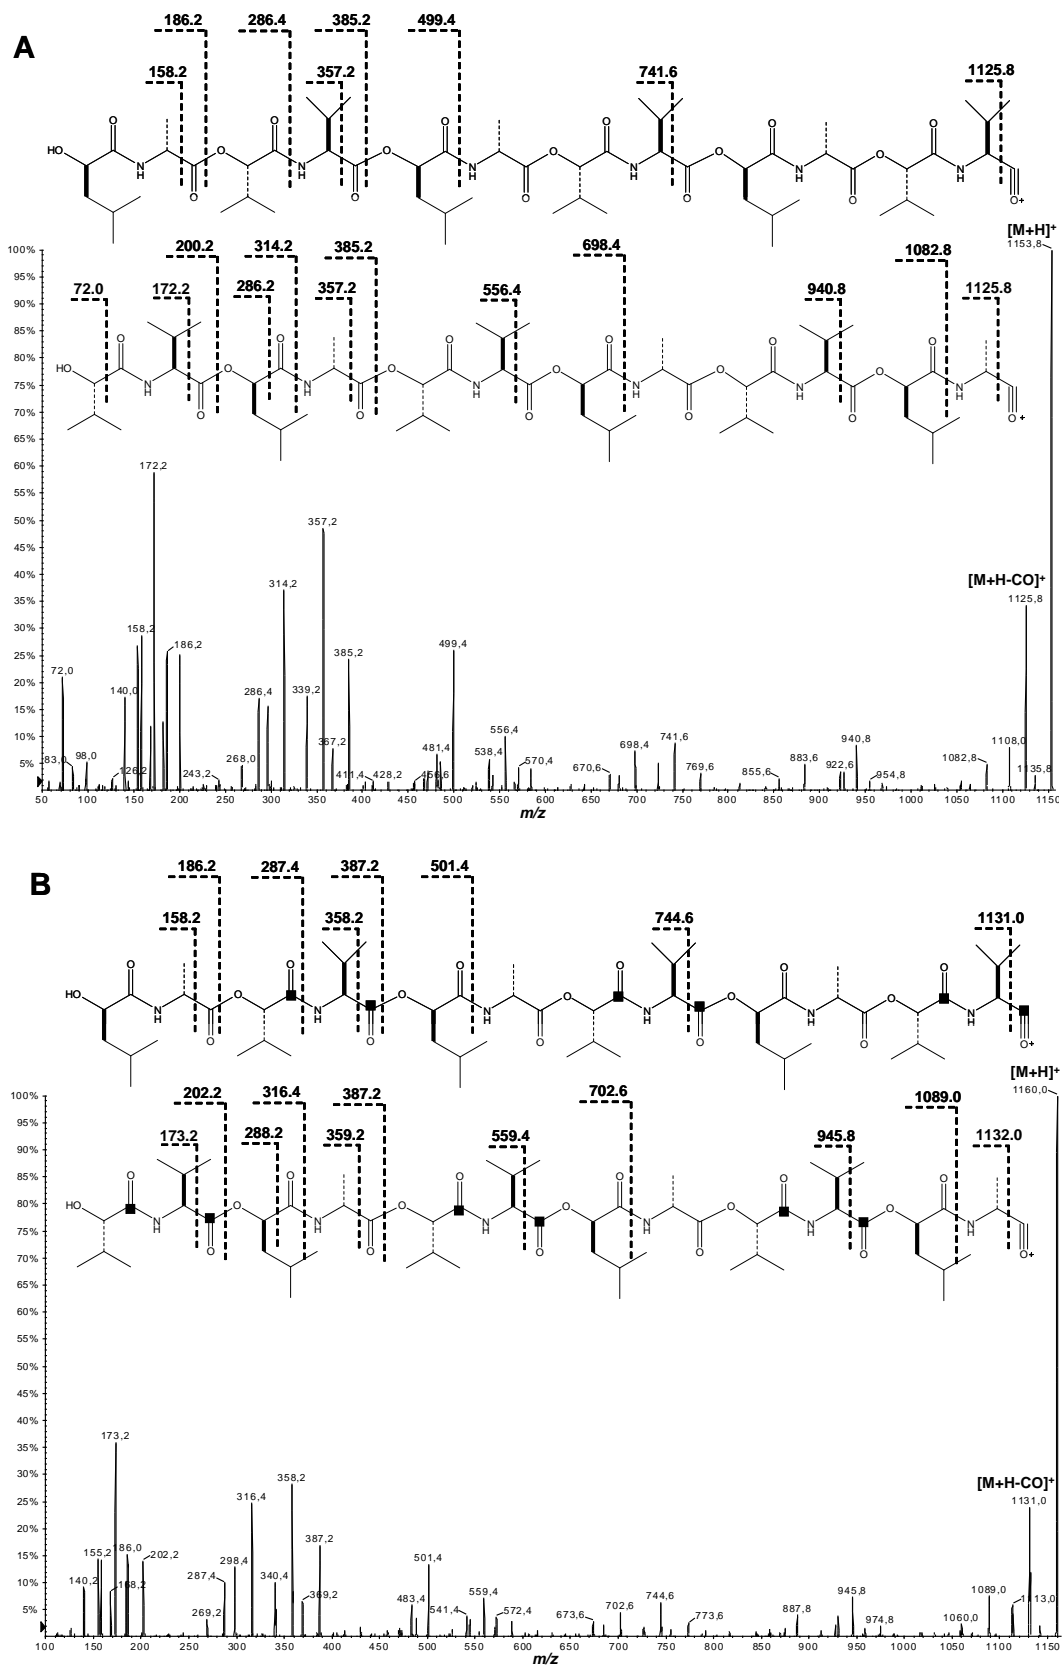 A
186.2 286.4 385.2 499.4
158.2 357.2 741.6 1125.8
O O O O O O
HO N H O N H O N H O N H O N H O N H
O O O O O O+
[M+H]+
1153,8
100%
200.2 314.2 385.2 698.4 1082.8
95%
72.0 172.2 286.2 357.2 556.4 940.8 1125.8
90%
85%
80%
HO O N H O O O N H O O O N H O O O N H O O O N H O O O N H O+
75%
70%
65%
60%
172,2
55%
50%
357,2
45%
40%
314,2
[M+H-CO]+
1125,8
35%
30%
158,2 186,2 499,4
25%
72,0 385,2
20%
140,0 286,4 339,2
15%
10%
83,0 98,0 126,2 243,2 268,0 367,2 411,4 428,2 456,6 481,4 538,4 556,4 570,4 670,6 698,4 741,6 769,6 855,6 883,6 922,6 940,8 954,8 1082,8 1108,0 1135,8
5%
50 100 150 200 250 300 350 400 450 500 550 600 650 700 750 800 850 900 950 1000 1050 1100 1150
m/z
B
186.2 287.4 387.2 501.4
158.2 358.2 744.6 1131.0
O O O O O O
HO N H O N H O N H O N H O N H O N H
O O O O O O+
[M+H]+
1160,0
100%
202.2 316.4 387.2 702.6 1089.0
95%
173.2 288.2 359.2 559.4 945.8 1132.0
90%
85%
80%
HO O N H O O O N H O O O N H O O O N H O O O N H O O O N H O+
75%
70%
65%
60%
55%
50%
45%
40%
35%
173,2
30%
358,2
[M+H-CO]+
1131,0
25%
316,4
20%
387,2
15%
155,2 186,0 202,2 298,4 501,4
10%
140,2 168,2 287,4 340,4 369,2
5%
269,2 483,4 541,4 559,4 572,4 673,6 702,6 744,6 773,6 887,8 945,8 974,8 1060,0 1089,0
100 150 200 250 300 350 400 450 500 550 600 650 700 750 800 850 900 950 1000 1050 1100 1150
m/z